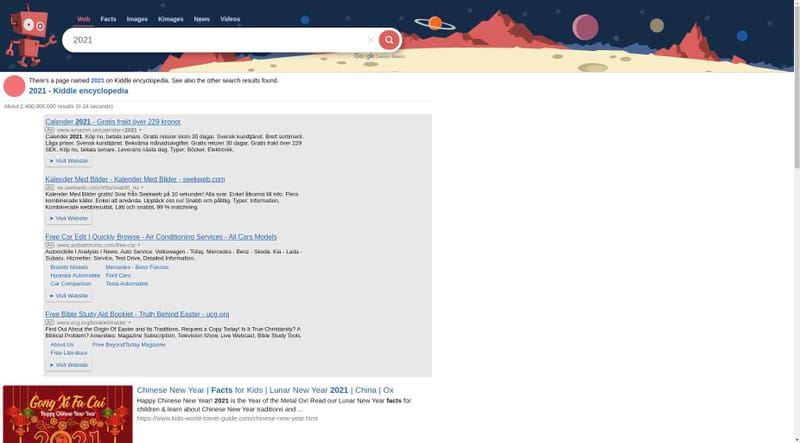 Web Facts Images Kimages News Videos
2021
Google Custom Search
There's a page named 2021 on Kiddle encyclopedia. See also the other search results found.
2021 - Kiddle encyclopedia
About 2,400,000,000 results (0.18 seconds)
Calender 2021 - Gratis frakt över 229 kronor
Ad www.amazon.se/calender+2021
Calender 2021. Köp nu, betala senare. Gratis returer inom 30 dagar. Svensk kundtjänst. Brett sortiment.
Låga priser. Svensk kundtjänst. Bekväma månadsavgifter. Gratis returer 30 dagar. Gratis frakt över 229
SEK. Köp nu, betala senare. Leverans nästa dag. Typer: Böcker, Elektronik.
► Visit Website
Kalender Med Bilder - Kalender Med Bilder - seekweb.com
Ad se.seekweb.com/hitta/snabbt_nu
Kalender Med Bilder gratis! Svar från Seekweb på 10 sekunder! Alla svar. Enkel åtkomst till info. Flera
kombinerade källor. Enkel att använda. Upptäck oss nu! Snabb och pålitlig. Typer: Information,
Kombinerade webbresultat, Lätt och snabbt, 99 % matchning.
► Visit Website
Free Car Edit I Quickly Browse - Air Conditioning Services - All Cars Models
Ad
Automobile I Analysis I News. Auto Service, Volkswagen - Tofaş. Mercedes - Benz - Skoda. Kia - Lada -
Subaru. Hizmetler: Service, Test Drive, Detailed Information.
Brands Models Mercedes - Benz Forums
Hyundai Automobile Ford Cars
Car Comparison Tesla Automobile
► Visit Website
Free Bible Study Aid Booklet - Truth Behind Easter - ucg.org
Ad www.ucg.org/booklet/easter
Find Out About the Origin Of Easter and Its Traditions. Request a Copy Today! Is It True Christianity? A
Biblical Problem? Amenities: Magazine Subscription, Television Show, Live Webcast, Bible Study Tools.
About Us Free BeyondToday Magazine
Free Literature
► Visit Website
Gong Xi Fa Cai
Happy Chinese New Year!
2021
Chinese New Year | Facts for Kids | Lunar New Year 2021 | China | Ox
Happy Chinese New Year! 2021 is the Year of the Metal Ox! Read our Lunar New Year facts for
children & learn about Chinese New Year traditions and ...
https://www.kids-world-travel-guide.com/chinese-new-year.html